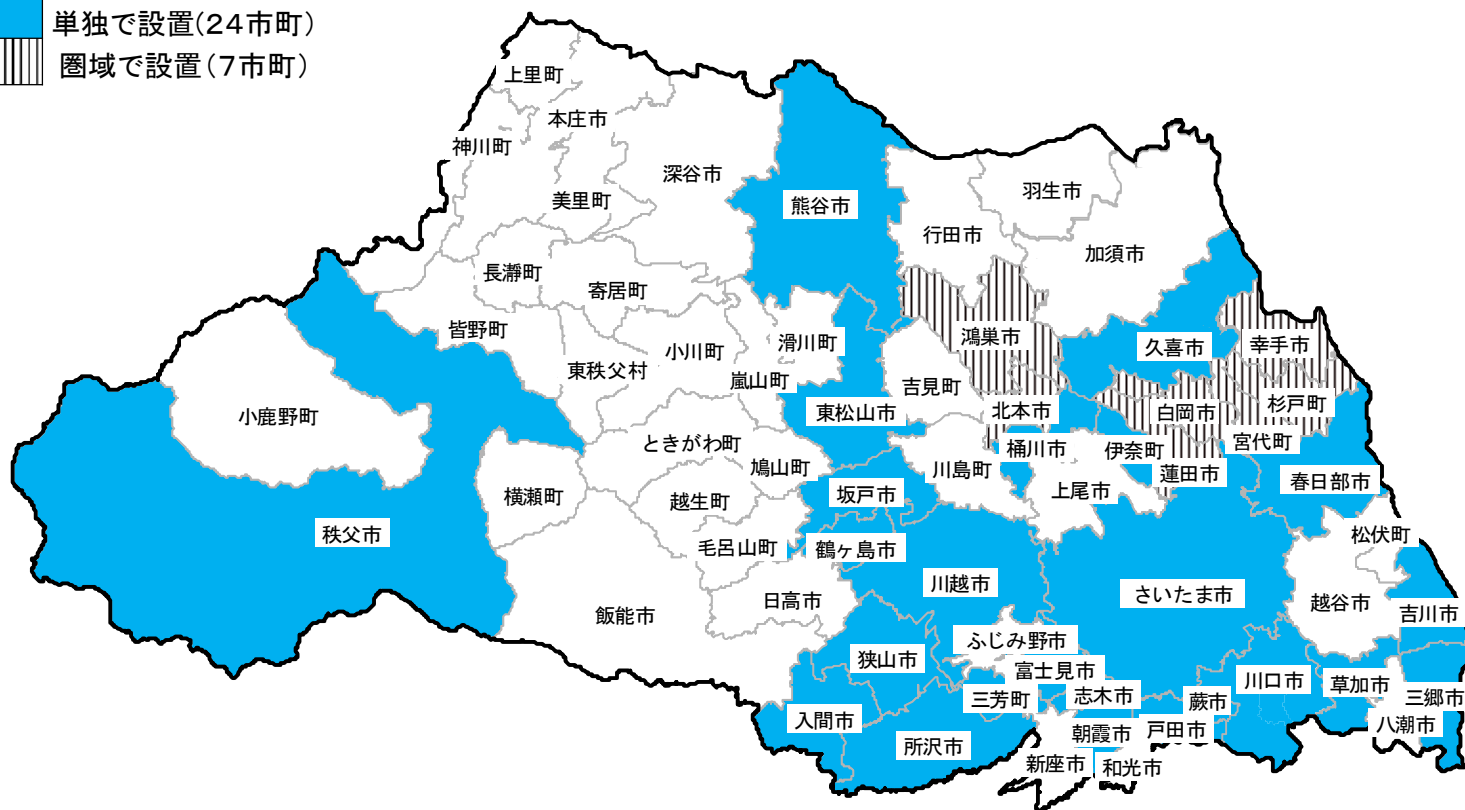 単独で設置(24市町)
圏域で設置(7市町)
上里町
本庄市
神川町
深谷市
美里町
熊谷市
羽生市
行田市
加須市
長瀞町
寄居町
皆野町
小川町
滑川町
鴻巣市
久喜市
幸手市
東秩父村
嵐山町
吉見町
小鹿野町
東松山市
北本市
白岡市
杉戸町
ときがわ町
桶川市
伊奈町
宮代町
鳩山町
川島町
蓮田市
春日部市
横瀬町
越生町
坂戸市
上尾市
秩父市
毛呂山町
鶴ヶ島市
松伏町
川越市
さいたま市
飯能市
日高市
越谷市
吉川市
ふじみ野市
狭山市
富士見市
川口市
草加市
三芳町
志木市
蕨市
三郷市
入間市
所沢市
朝霞市
戸田市
八潮市
新座市
和光市